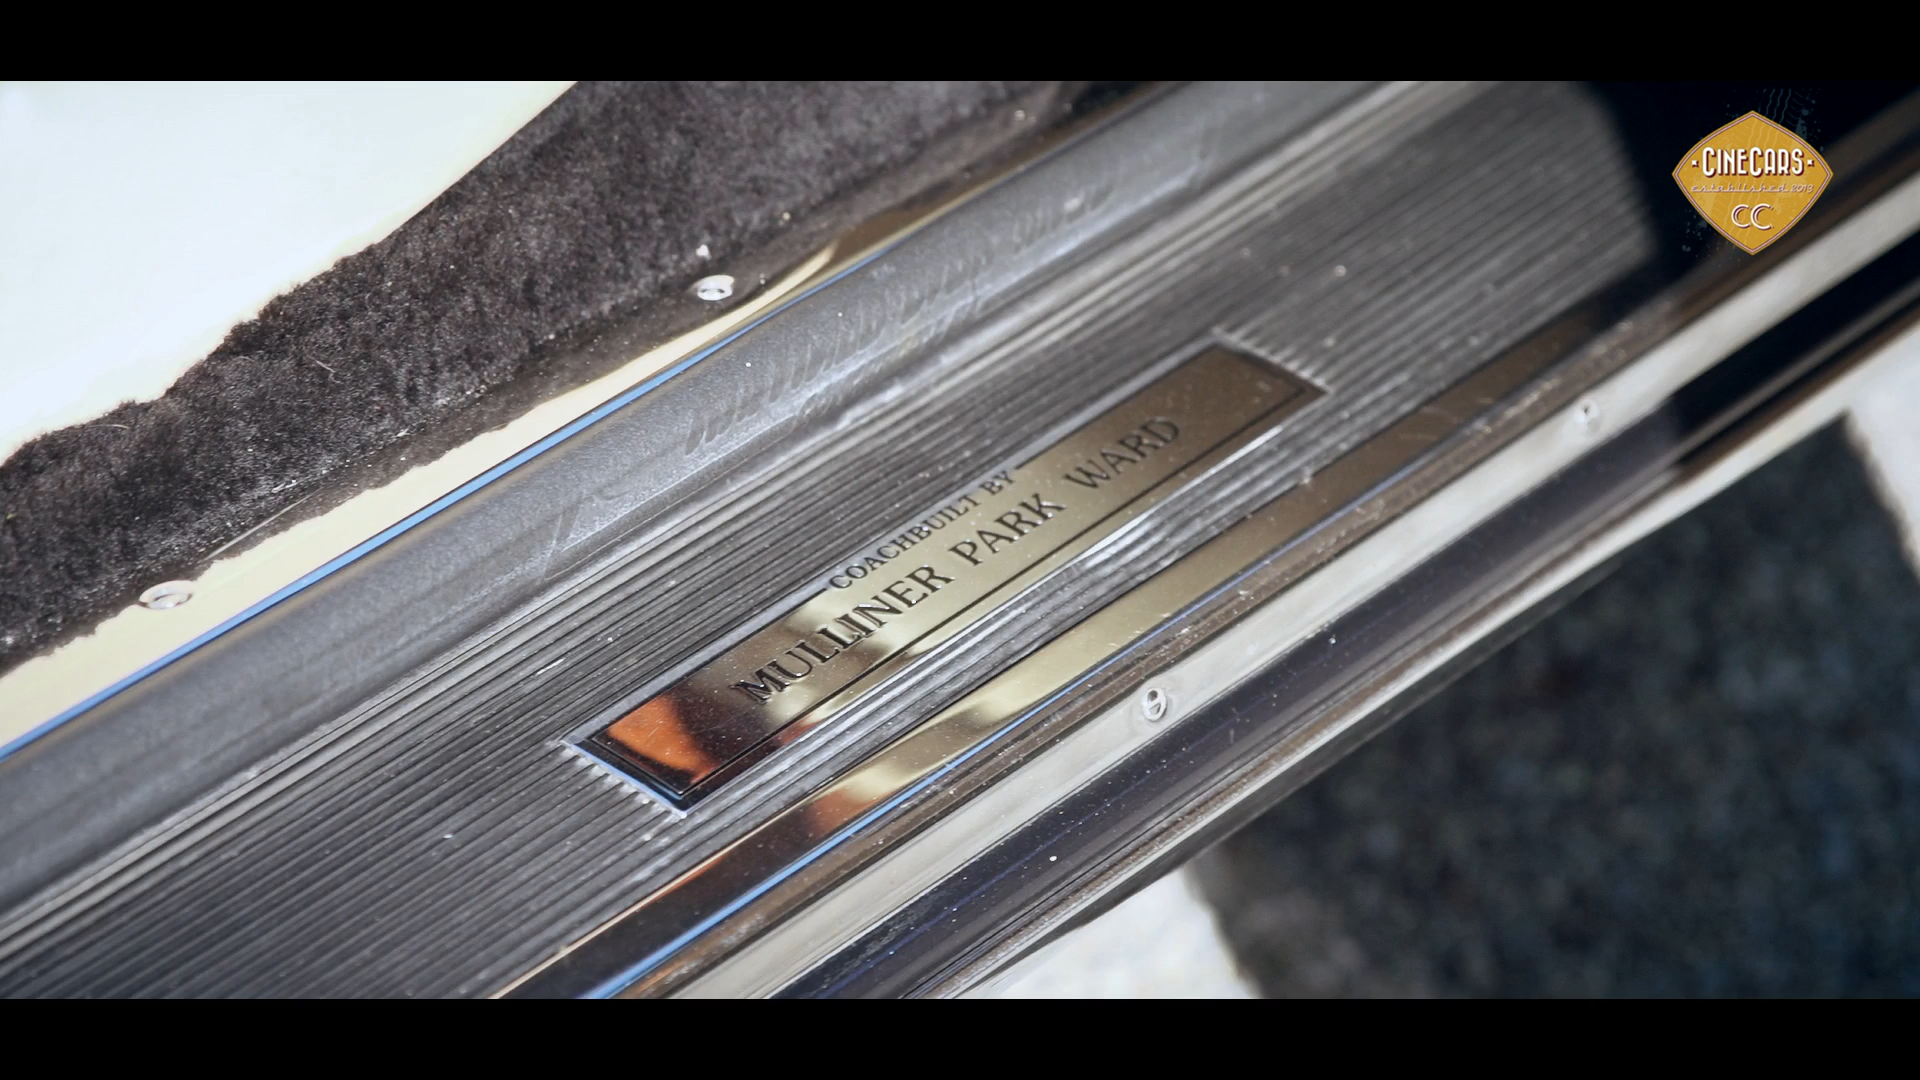 CINECARS
established 2013
CC
COACHBUILT BY
MULLINER PARK WARD